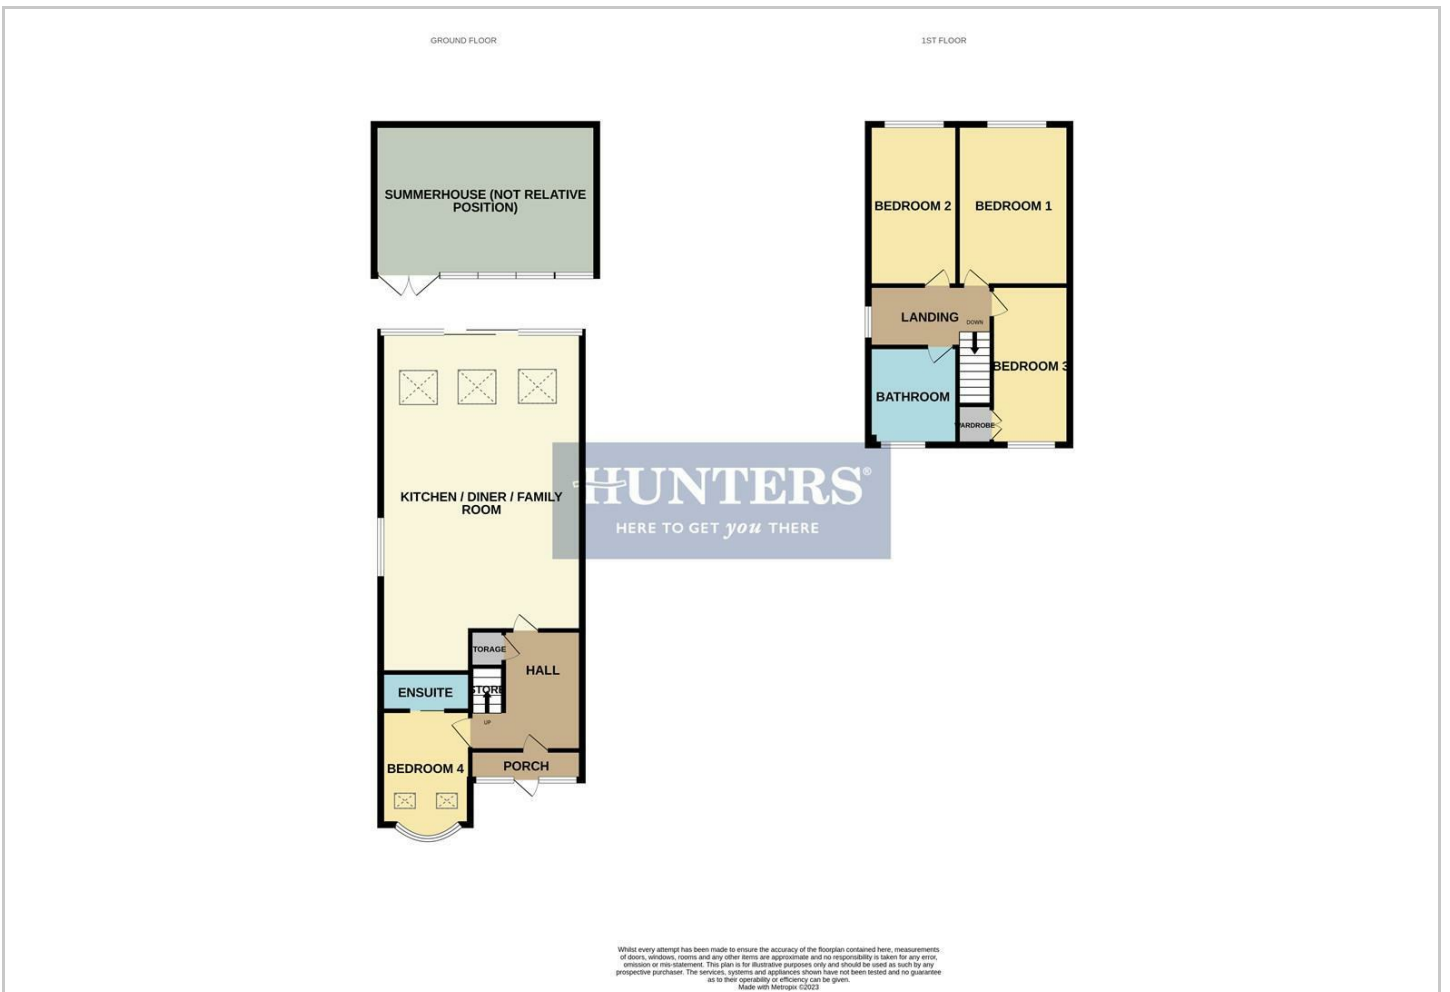 GROUND FLOOR
1ST FLOOR
SUMMERHOUSE (NOT RELATIVE
POSITION)
BEDROOM 2
BEDROOM 1
LANDING
DOWN
BEDROOM 3
BATHROOM
WARDROBE
KITCHEN / DINER / FAMILY
ROOM
HUNTERS®
HERE TO GET you THERE
TORAGE
HALL
ENSUITE
STORE
UP
BEDROOM 4
PORCH
Whilst every attempt has been made to ensure the accuracy of the floorplan contained here, measurements
of doors, windows, rooms and any other items are approximate and no responsibility is taken for any error,
omission or mis-statement. This plan is for illustrative purposes only and should be used as such by any
prospective purchaser. The services, systems and appliances shown have not been tested and no guarantee
as to their operability or efficiency can be given.
Made with Metropix ©2023